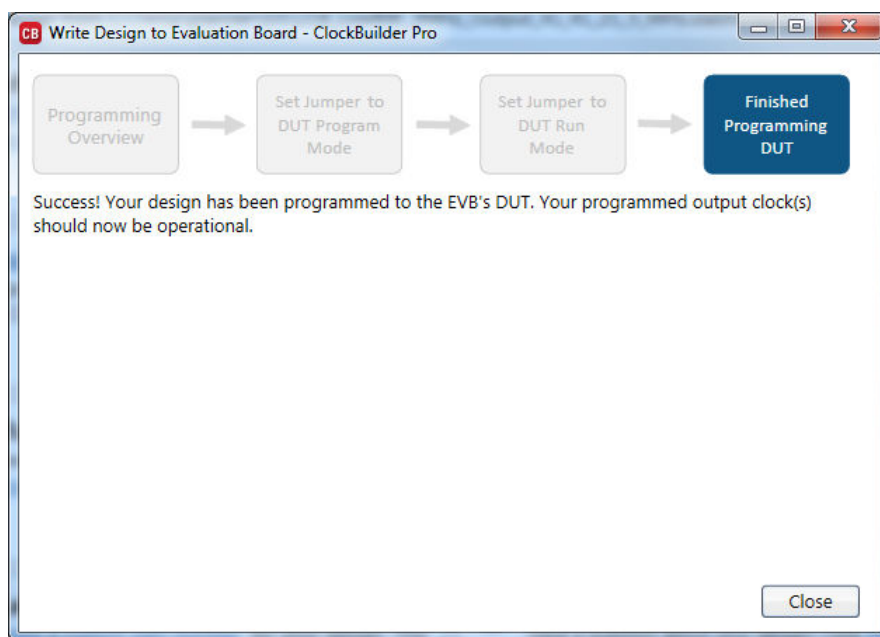 CB Write Design to Evaluation Board - ClockBuilder Pro
Programming
Overview
Set Jumper to
DUT Program
Mode
Set Jumper to
DUT Run
Mode
Finished
Programming
DUT
Success! Your design has been programmed to the EVB's DUT. Your programmed output clock(s)
should now be operational.
Close